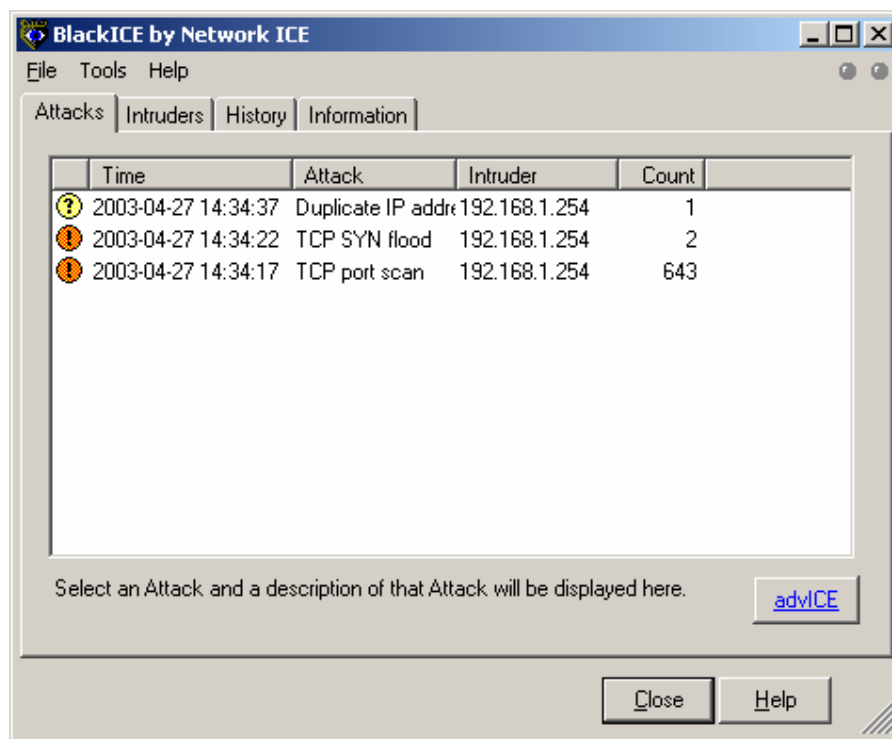 BlackICE by Network ICE
File Tools Help
Attacks Intruders History Information
Time Attack Intruder Count
2003-04-27 14:34:37 Duplicate IP addre 192.168.1.254 1
2003-04-27 14:34:22 TCP SYN flood 192.168.1.254 2
2003-04-27 14:34:17 TCP port scan 192.168.1.254 643
Select an Attack and a description of that Attack will be displayed here.
advICE
Close Help